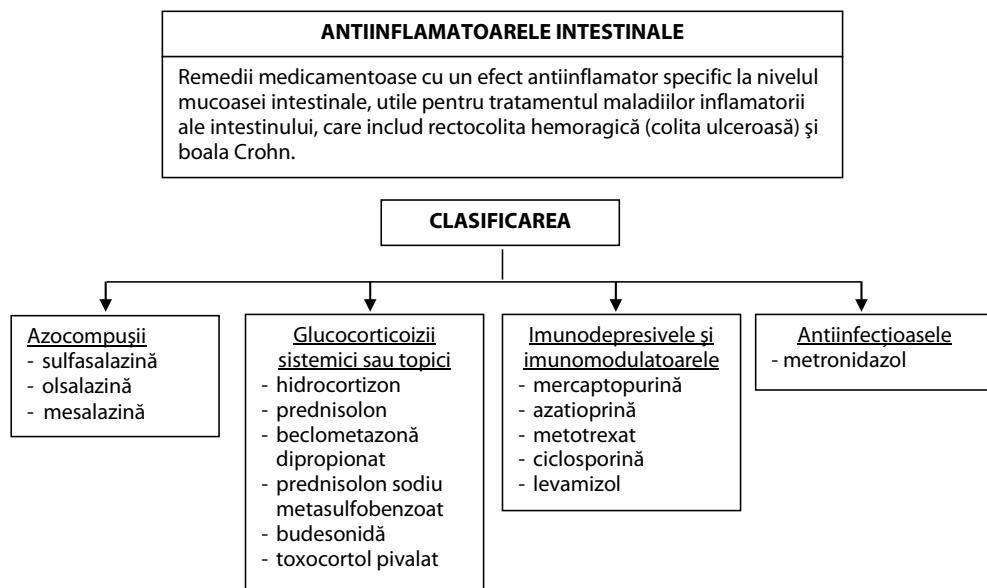 ANTIINFLAMATOARELE INTESTINALE
Remedii medicamentoase cu un efect antiinflamator specific la nivelul
mucoasei intestinale, utile pentru tratamentul maladiilor inflamatorii
ale intestinului, care includ rectocolita hemoragică (colita ulceroasă) şi
boala Crohn.
CLASIFICAREA
Azocompuşii
- sulfasalazină
- olsalazină
- mesalazină
Glucocorticoizii
sistemici sau topici
- hidrocortizon
- prednisolon
- beclometazonă
dipropionat
- prednisolon sodiu
metasulfobenzoat
- budesonidă
- toxocortol pivalat
Imunodepresivele şi
imunomodulatoarele
- mercaptopurină
- azatioprină
- metotrexat
- ciclosporină
- levamizol
Antiinfecţioasele
- metronidazol